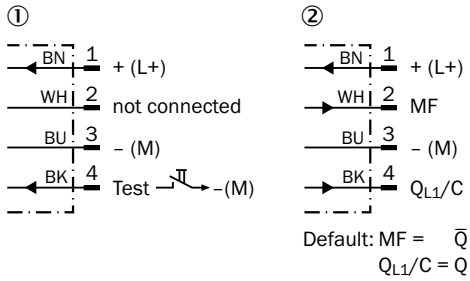 ①
BN 1 + (L+)
WH 2 not connected
BU 3 – (M)
BK 4 Test –(M)
②
BN 1 + (L+)
WH 2 MF
BU 3 – (M)
BK 4 QL1/C
Default: MF = Q̅
QL1/C = Q